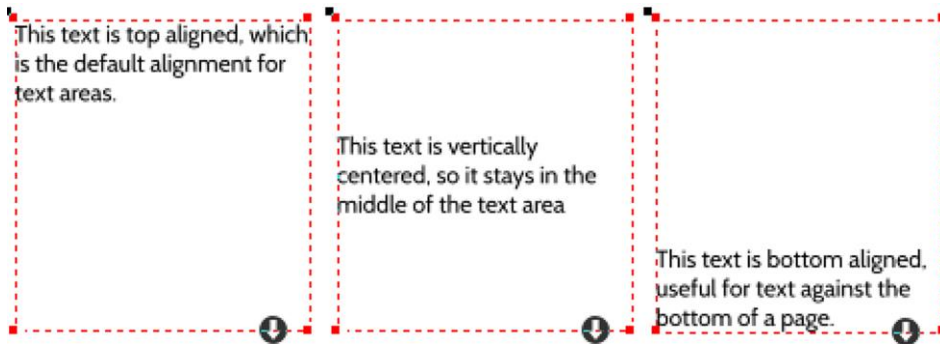 This text is top aligned, which
is the default alignment for
text areas.
This text is vertically
centered, so it stays in the
middle of the text area
This text is bottom aligned,
useful for text against the
bottom of a page.